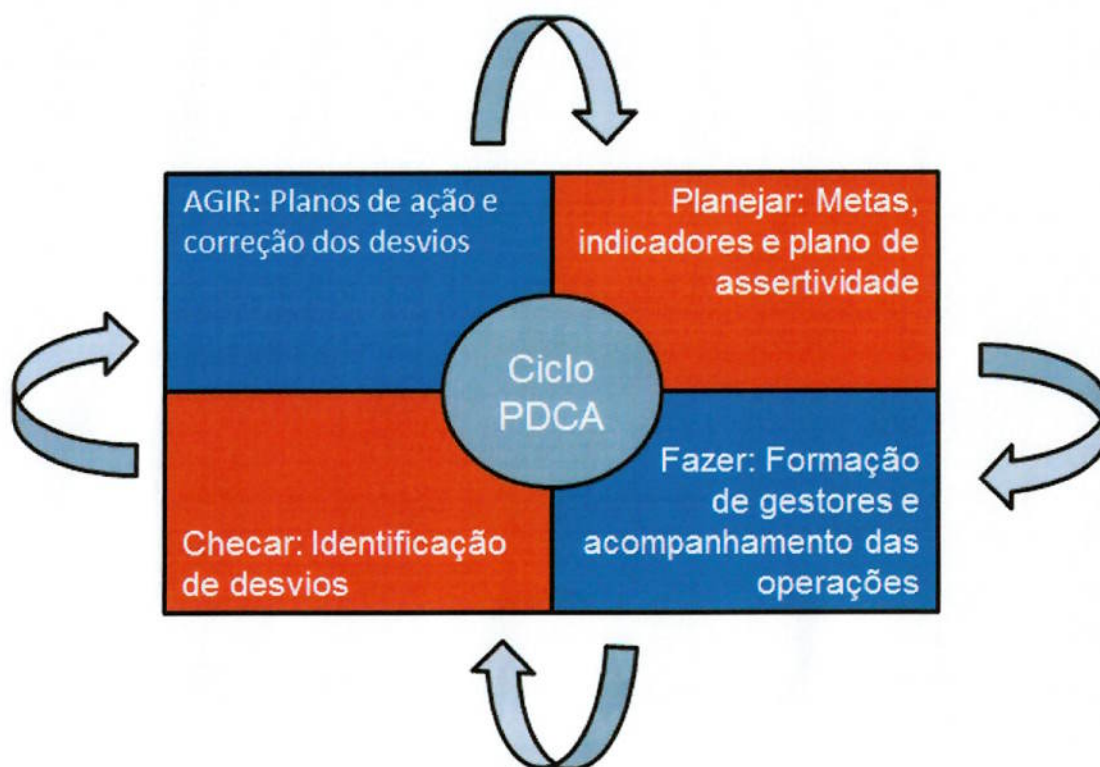 AGIR: Planos de ação e
correção dos desvios
Planejar: Metas,
indicadores e plano de
assertividade
Ciclo
PDCA
Checar: Identificação
de desvios
Fazer: Formação
de gestores e
acompanhamento das
operações